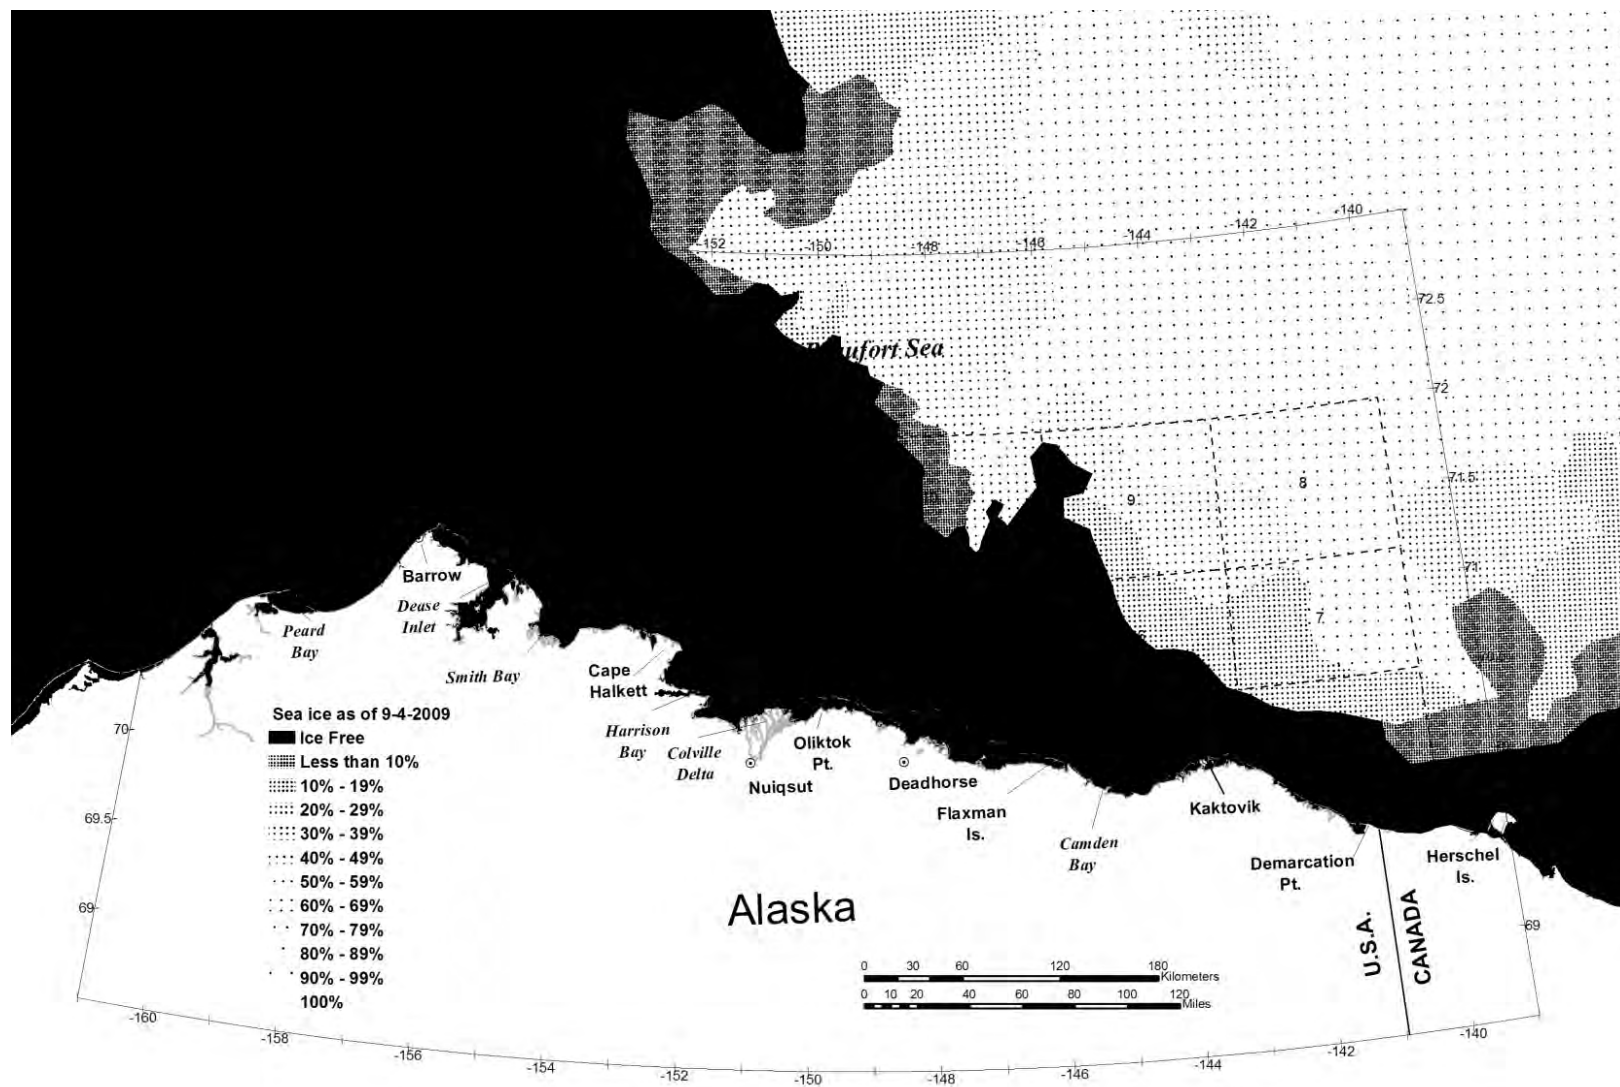 -140
-142
-144
-146
-148
-150
-152
72.5
Beaufort Sea
72
71.5
9
8
71
7
Barrow
Dease
Inlet
Peard
Bay
Smith Bay
Cape
Halkett
Harrison
Bay
Colville
Delta
Oliktok
Pt.
Nuiqsut
Deadhorse
Flaxman
Is.
Camden
Bay
Kaktovik
Demarcation
Pt.
Herschel
Is.
70
69.5
69
Sea ice as of 9-4-2009
Ice Free
Less than 10%
10% - 19%
20% - 29%
30% - 39%
40% - 49%
50% - 59%
60% - 69%
70% - 79%
80% - 89%
90% - 99%
100%
Alaska
U.S.A.
CANADA
69
0 30 60 120 180
Kilometers
0 10 20 40 60 80 100 120
Miles
-160
-158
-156
-154
-152
-150
-148
-146
-144
-142
-140